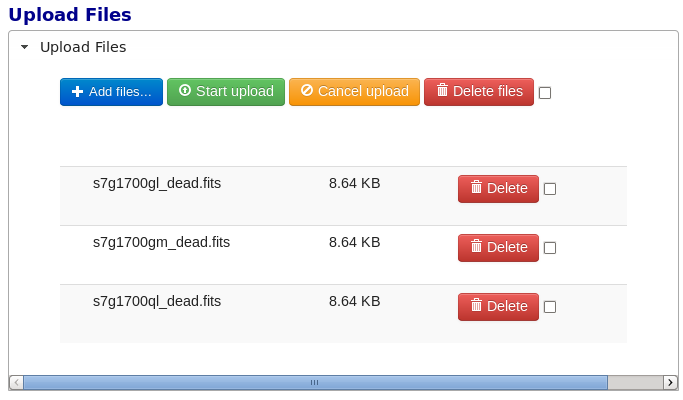 Upload Files
Upload Files
Add files... Start upload Cancel upload Delete files
s7g1700gl_dead.fits 8.64 KB Delete
s7g1700gm_dead.fits 8.64 KB Delete
s7g1700ql_dead.fits 8.64 KB Delete